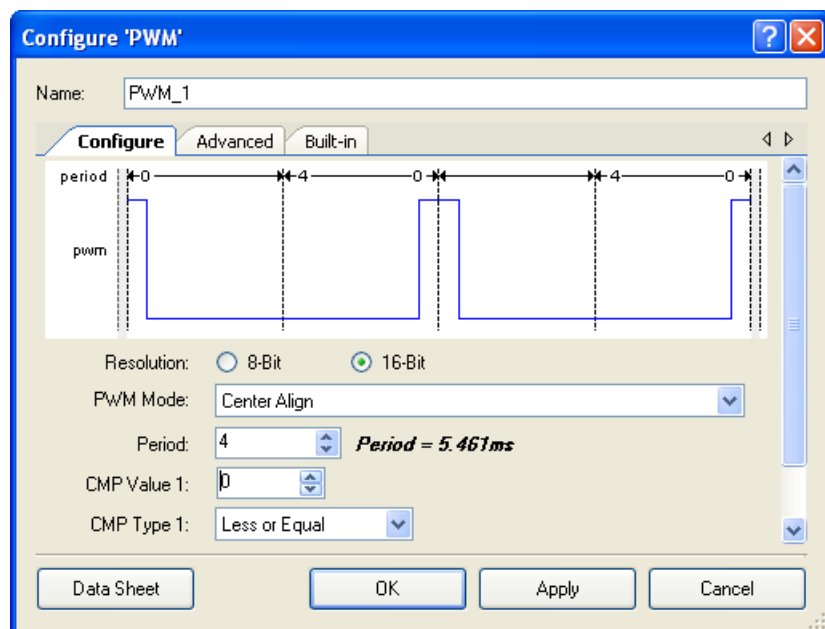 Configure 'PWM'
Name: PWM_1
Configure Advanced Built-in
period 0 4 0 4 0
pwm
Resolution: 8-Bit 16-Bit
PWM Mode: Center Align
Period: 4 Period = 5.461ms
CMP Value 1: 0
CMP Type 1: Less or Equal
Data Sheet OK Apply Cancel